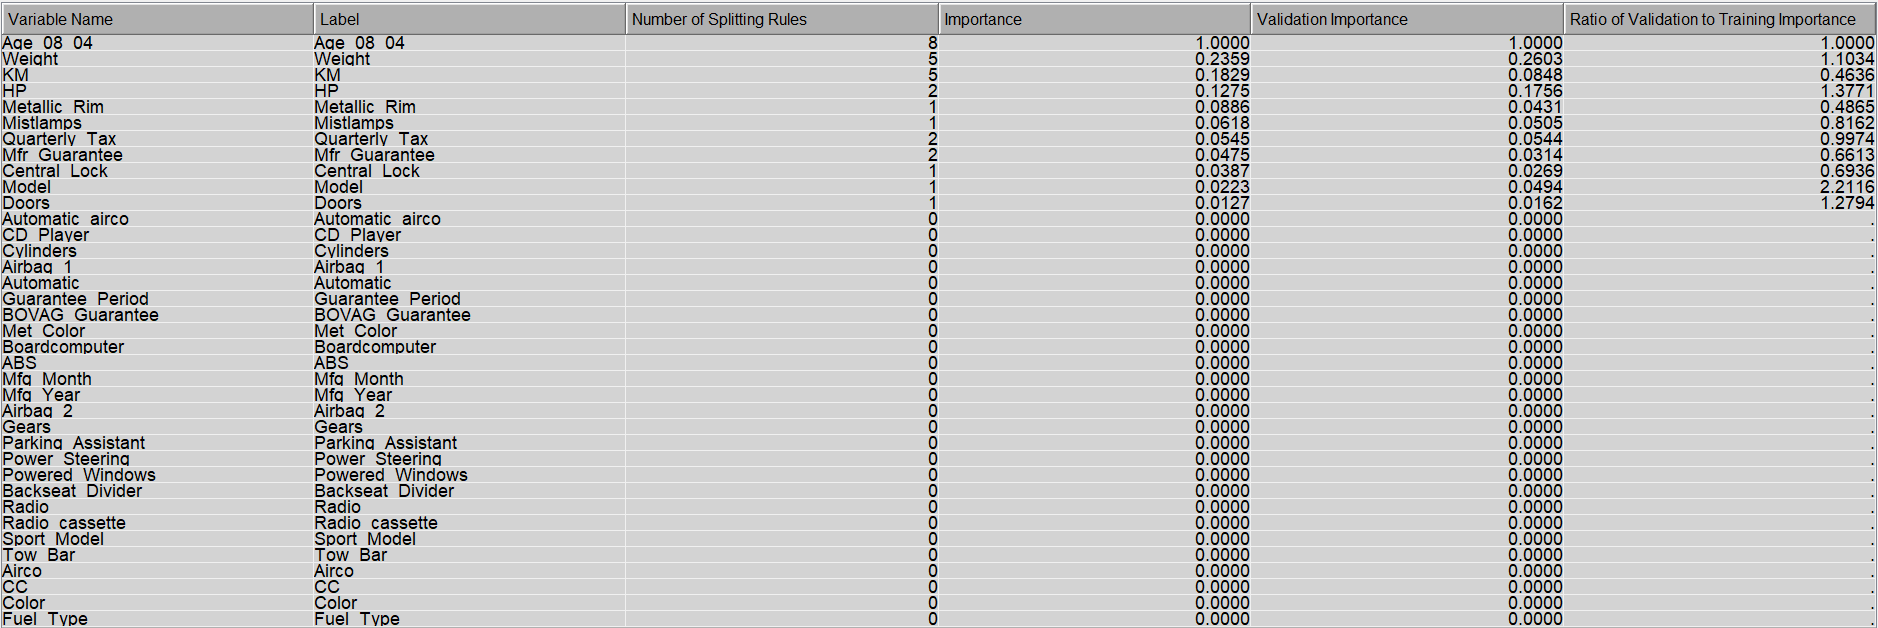 Variable Name Label Number of Splitting Rules Importance Validation Importance Ratio of Validation to Training Importance
Age_08_04 Age_08_04 8 1.0000 1.0000 1.0000
Weight Weight 5 0.2359 0.2603 1.1034
KM KM 5 0.1829 0.0848 0.4636
HP HP 2 0.1275 0.1756 1.3771
Metallic_Rim Metallic_Rim 1 0.0886 0.0431 0.4865
Mistlamps Mistlamps 1 0.0618 0.0505 0.8162
Quarterly_Tax Quarterly_Tax 2 0.0545 0.0544 0.9974
Mfr_Guarantee Mfr_Guarantee 2 0.0475 0.0314 0.6613
Central_Lock Central_Lock 1 0.0387 0.0269 0.6936
Model Model 1 0.0223 0.0494 2.2116
Doors Doors 1 0.0127 0.0162 1.2794
Automatic_airco Automatic_airco 0 0.0000 0.0000 .
CD_Player CD_Player 0 0.0000 0.0000 .
Cylinders Cylinders 0 0.0000 0.0000 .
Airbag_1 Airbag_1 0 0.0000 0.0000 .
Automatic Automatic 0 0.0000 0.0000 .
Guarantee_Period Guarantee_Period 0 0.0000 0.0000 .
BOVAG_Guarantee BOVAG_Guarantee 0 0.0000 0.0000 .
Met_Color Met_Color 0 0.0000 0.0000 .
Boardcomputer Boardcomputer 0 0.0000 0.0000 .
ABS ABS 0 0.0000 0.0000 .
Mfg_Month Mfg_Month 0 0.0000 0.0000 .
Mfg_Year Mfg_Year 0 0.0000 0.0000 .
Airbag_2 Airbag_2 0 0.0000 0.0000 .
Gears Gears 0 0.0000 0.0000 .
Parking_Assistant Parking_Assistant 0 0.0000 0.0000 .
Power_Steering Power_Steering 0 0.0000 0.0000 .
Powered_Windows Powered_Windows 0 0.0000 0.0000 .
Backseat_Divider Backseat_Divider 0 0.0000 0.0000 .
Radio Radio 0 0.0000 0.0000 .
Radio_cassette Radio_cassette 0 0.0000 0.0000 .
Sport_Model Sport_Model 0 0.0000 0.0000 .
Tow_Bar Tow_Bar 0 0.0000 0.0000 .
Airco Airco 0 0.0000 0.0000 .
CC CC 0 0.0000 0.0000 .
Color Color 0 0.0000 0.0000 .
Fuel_Type Fuel_Type 0 0.0000 0.0000 .